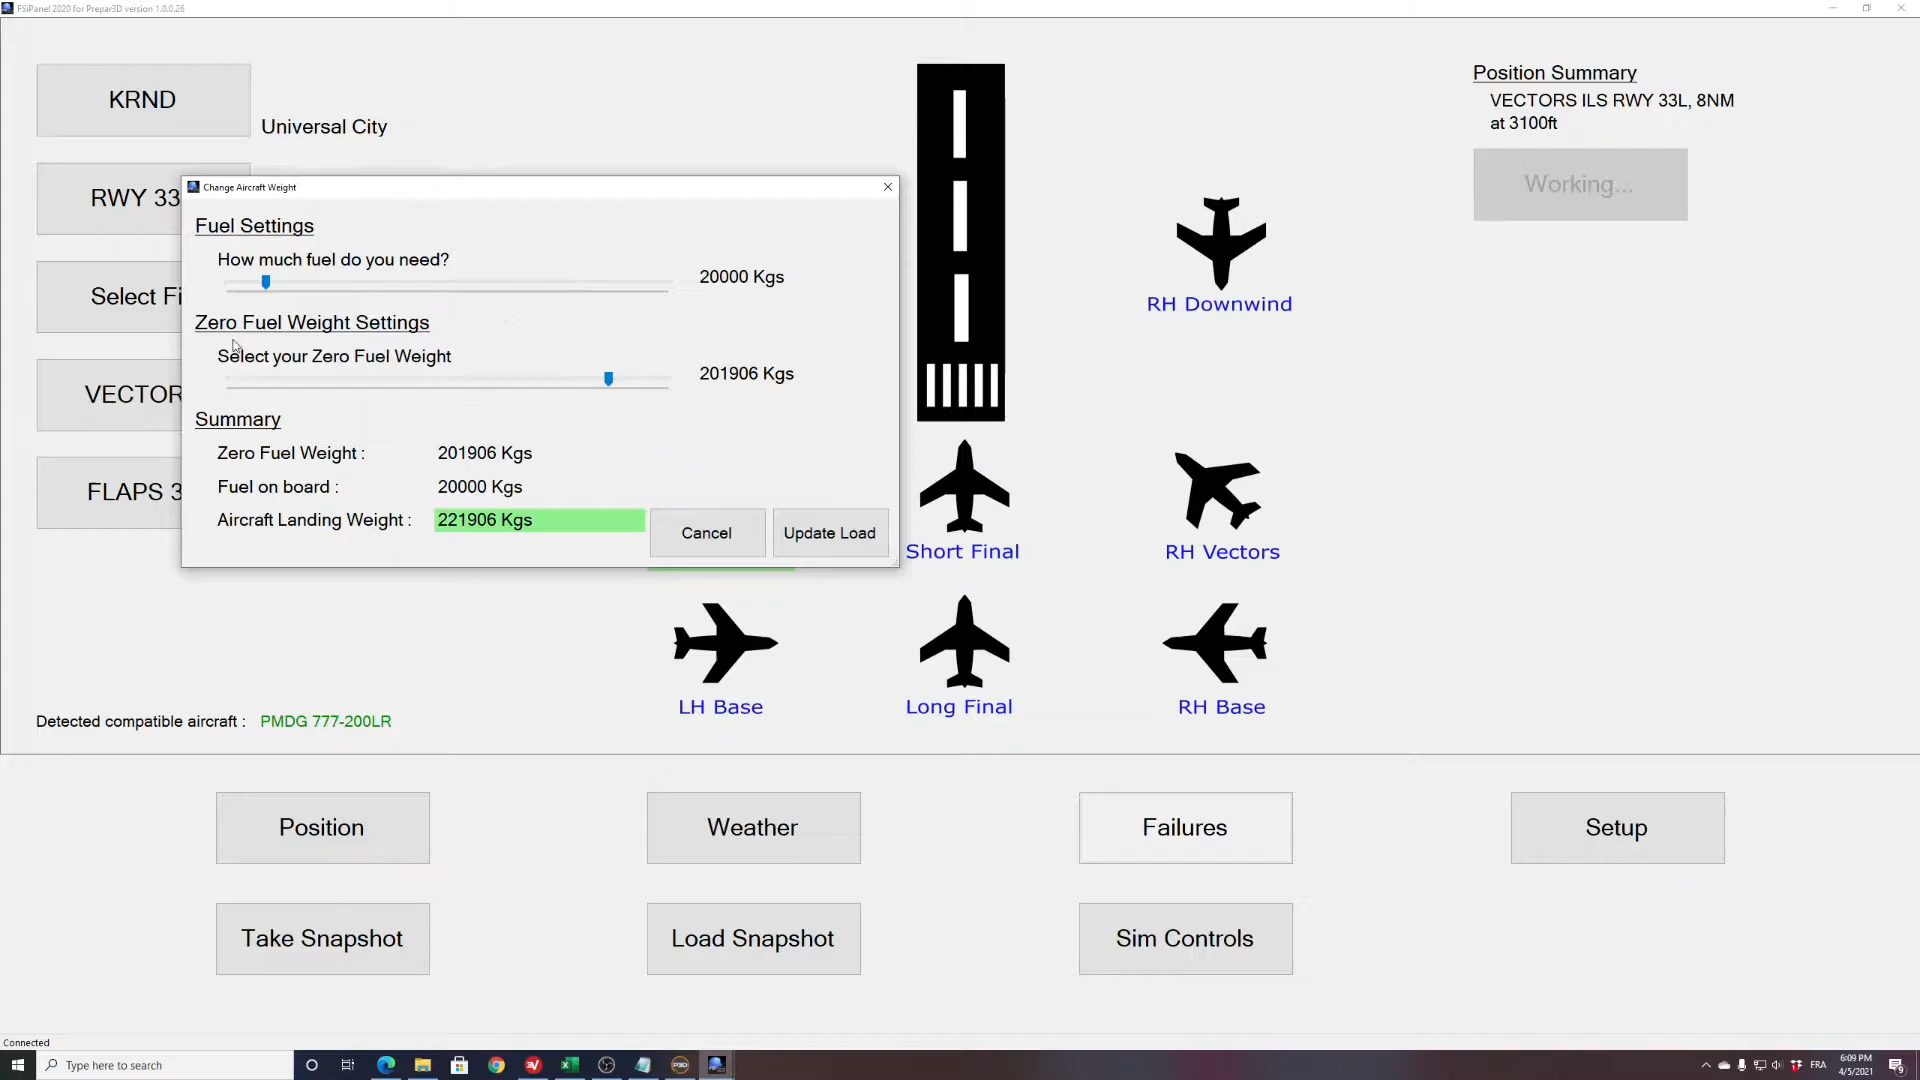 FSiPanel 2020 for Prepar3D version 1.0.0.26
KRND
Universal City
RWY 33
Select Fi
VECTOR
FLAPS 3
Change Aircraft Weight
Fuel Settings
How much fuel do you need?
20000 Kgs
Zero Fuel Weight Settings
Select your Zero Fuel Weight
201906 Kgs
Summary
Zero Fuel Weight : 201906 Kgs
Fuel on board : 20000 Kgs
Aircraft Landing Weight : 221906 Kgs
Cancel
Update Load
Position Summary
VECTORS ILS RWY 33L, 8NM
at 3100ft
Working...
RH Downwind
Short Final
RH Vectors
LH Base
Long Final
RH Base
Detected compatible aircraft : PMDG 777-200LR
Position
Weather
Failures
Setup
Take Snapshot
Load Snapshot
Sim Controls
Connected
Type here to search
P3D
FRA
6:09 PM
4/5/2021